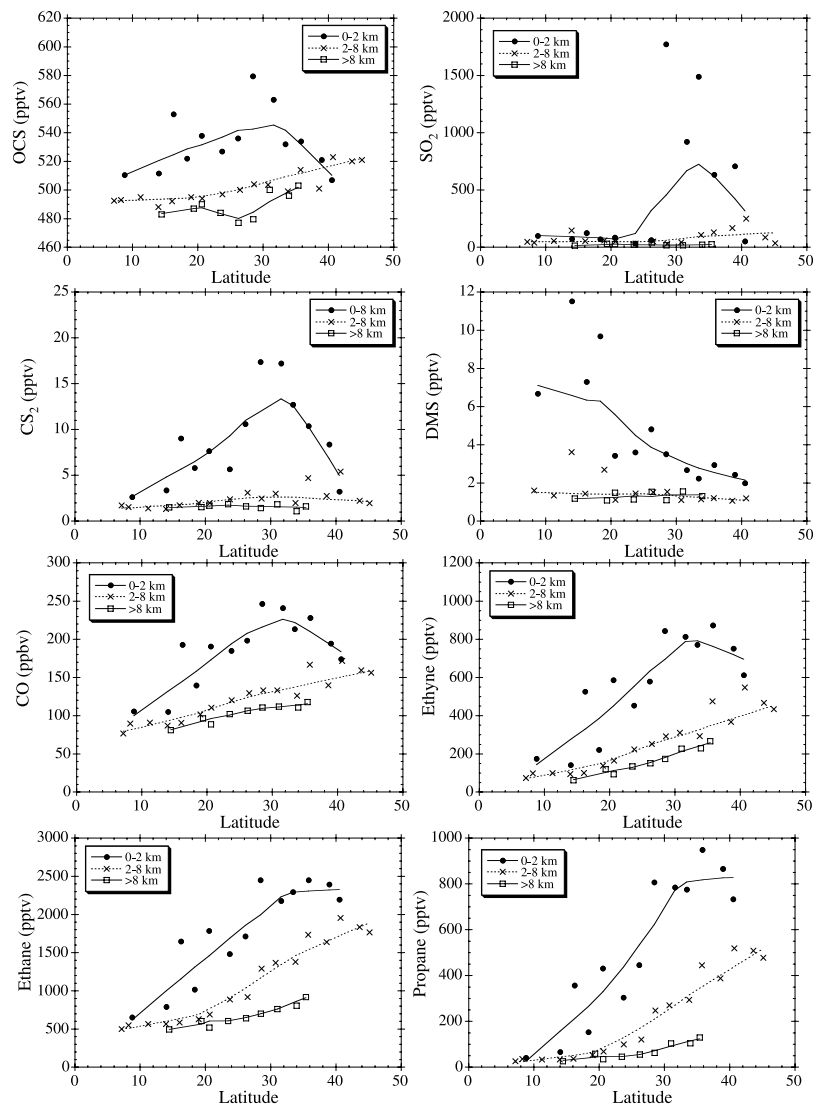 620
600
580
560
540
520
500
480
460
OCS (pptv)
0-2 km
2-8 km
>8 km
0 10 20 30 40 50
Latitude
2000
1500
1000
500
0
SO2 (pptv)
0-2 km
2-8 km
>8 km
0 10 20 30 40 50
Latitude
25
20
15
10
5
0
CS2 (pptv)
0-8 km
2-8 km
>8 km
0 10 20 30 40 50
Latitude
12
10
8
6
4
2
0
DMS (pptv)
0-2 km
2-8 km
>8 km
0 10 20 30 40 50
Latitude
300
250
200
150
100
50
0
CO (ppbv)
0-2 km
2-8 km
>8 km
0 10 20 30 40 50
Latitude
1200
1000
800
600
400
200
0
Ethyne (pptv)
0-2 km
2-8 km
>8 km
0 10 20 30 40 50
Latitude
3000
2500
2000
1500
1000
500
0
Ethane (pptv)
0-2 km
2-8 km
>8 km
0 10 20 30 40 50
Latitude
1000
800
600
400
200
0
Propane (pptv)
0-2 km
2-8 km
>8 km
0 10 20 30 40 50
Latitude